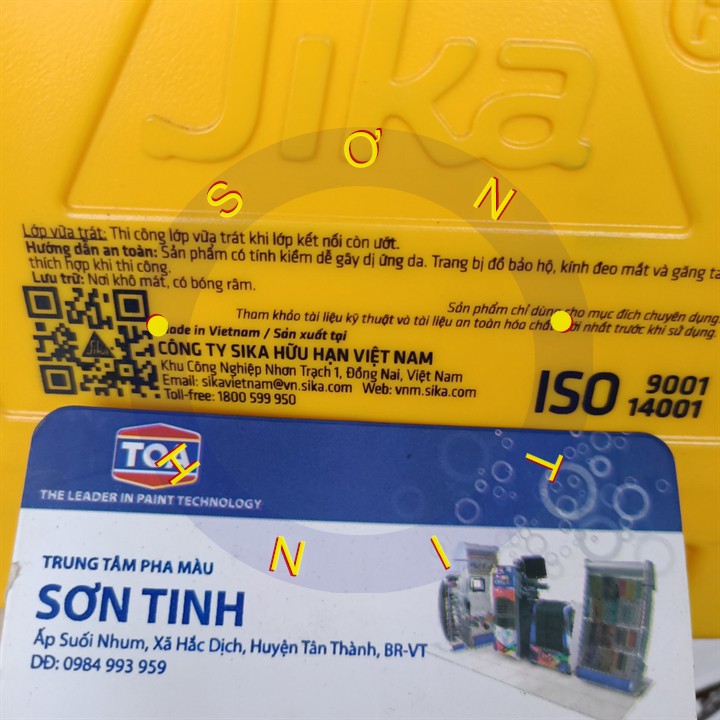 Sika
Lớp vữa trát: Thi công lớp vữa trát khi lớp kết nối còn ướt.
Hướng dẫn an toàn: Sản phẩm có tính kiềm dễ gây dị ứng da. Trang bị đồ bảo hộ, kính đeo mắt và găng ta
thích hợp khi thi công.
Lưu trữ: Nơi khô mát, có bóng râm.
Sản phẩm chỉ dùng cho mục đích chuyên dụng.
Tham khảo tài liệu kỹ thuật và tài liệu an toàn hóa chất mới nhất trước khi sử dụng.
Made in Vietnam / Sản xuất tại
CÔNG TY SIKA HỮU HẠN VIỆT NAM
Khu Công Nghiệp Nhơn Trạch 1, Đồng Nai, Việt Nam
Email: sikavietnam@vn.sika.com Web: vnm.sika.com
Toll-free: 1800 599 950
ISO 9001
14001
SƠN TINH
TOA
THE LEADER IN PAINT TECHNOLOGY
TRUNG TÂM PHA MÀU
SƠN TINH
Ấp Suối Nhum, Xã Hắc Dịch, Huyện Tân Thành, BR-VT
DĐ: 0984 993 959